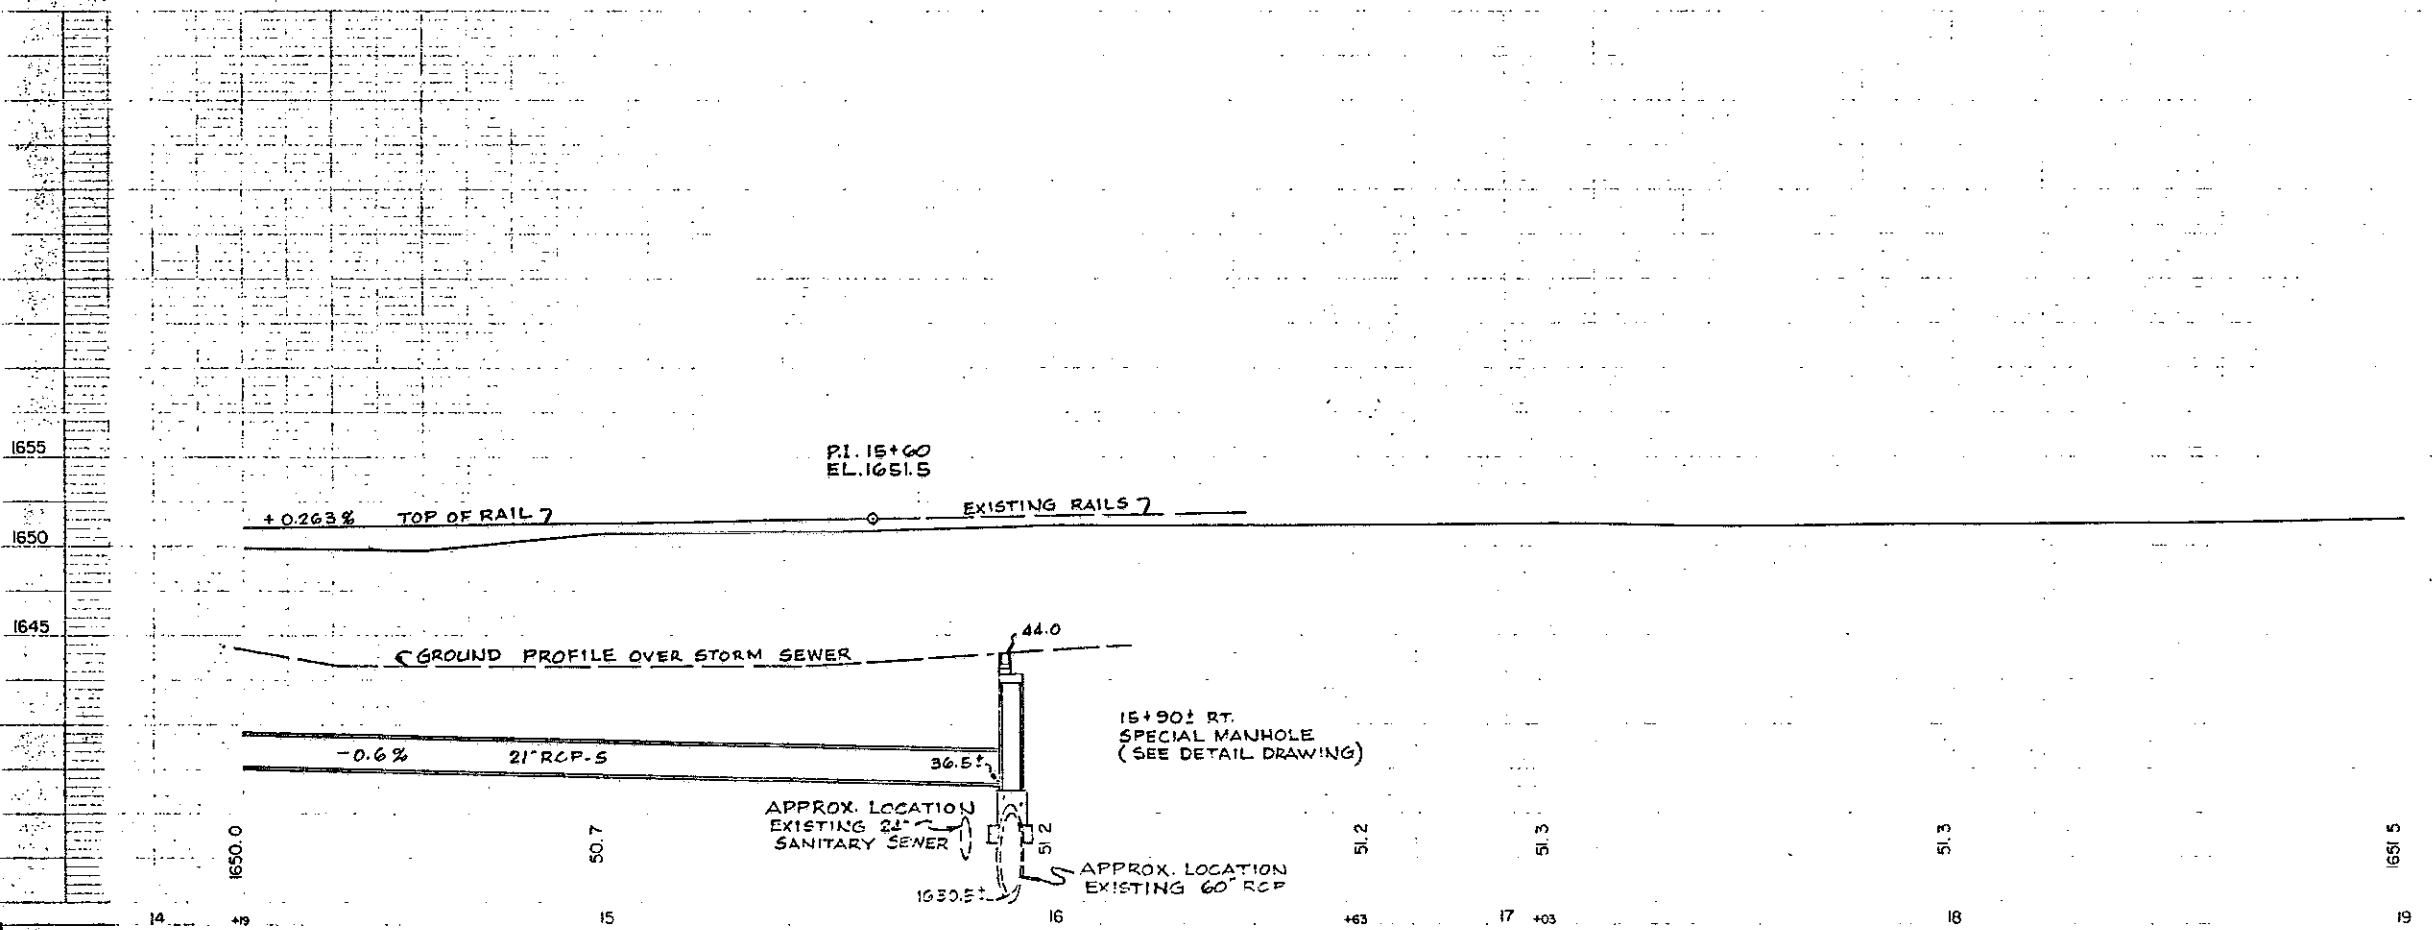 P.I. 15+60
EL.1651.5
1655
+0.263% TOP OF RAIL
EXISTING RAILS
1650
1645
44.0
GROUND PROFILE OVER STORM SEWER
15+90± RT.
SPECIAL MANHOLE
(SEE DETAIL DRAWING)
-0.6% 21"RCP-S
36.5±
APPROX. LOCATION
EXISTING 21"
SANITARY SEWER
APPROX. LOCATION
EXISTING 60" RCP
1630.5±
1650.0
50.7
51.2
51.2
51.3
51.3
1651.5
14 +19 15 16 +63 17 +03 18 19